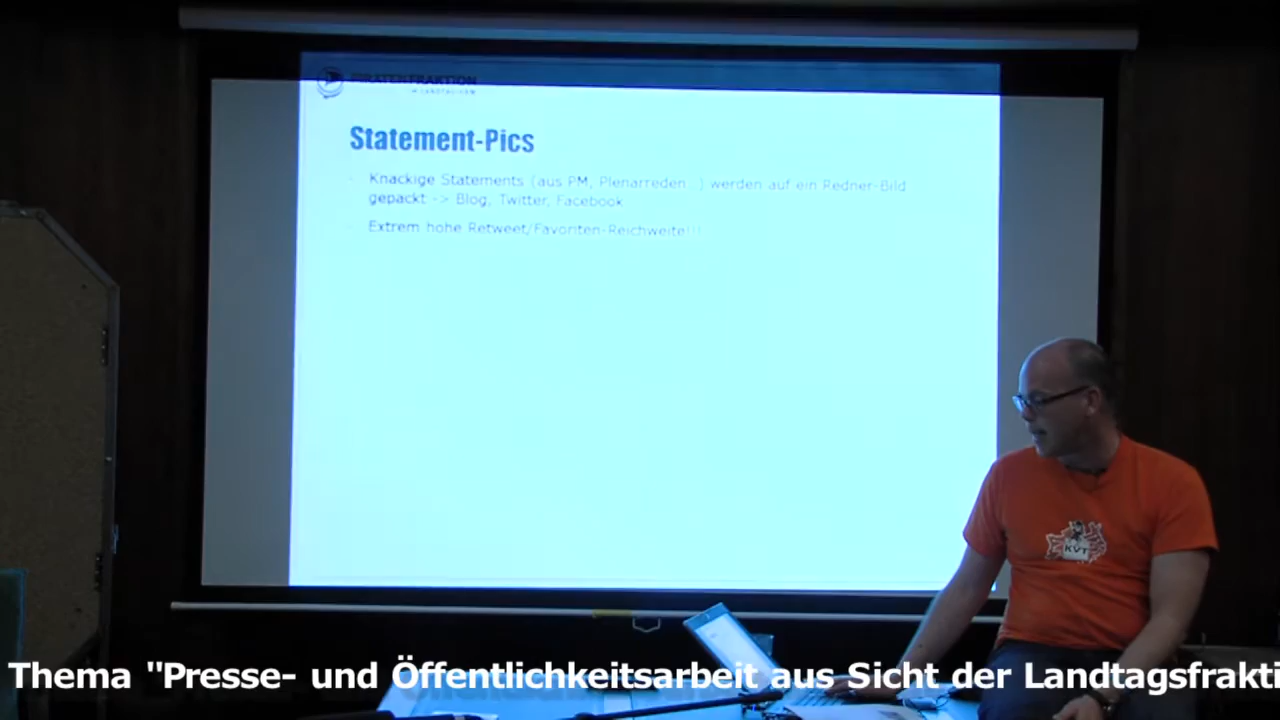 PIRATENFRAKTION
Statement-Pics
Knackige Statements (aus PM, Plenarreden...) werden auf ein Redner-Bild
gepackt -> Blog, Twitter, Facebook
Extrem hohe Retweet/Favoriten-Reichweite!!!
KVT
Thema "Presse- und Öffentlichkeitsarbeit aus Sicht der Landtagsfrakti